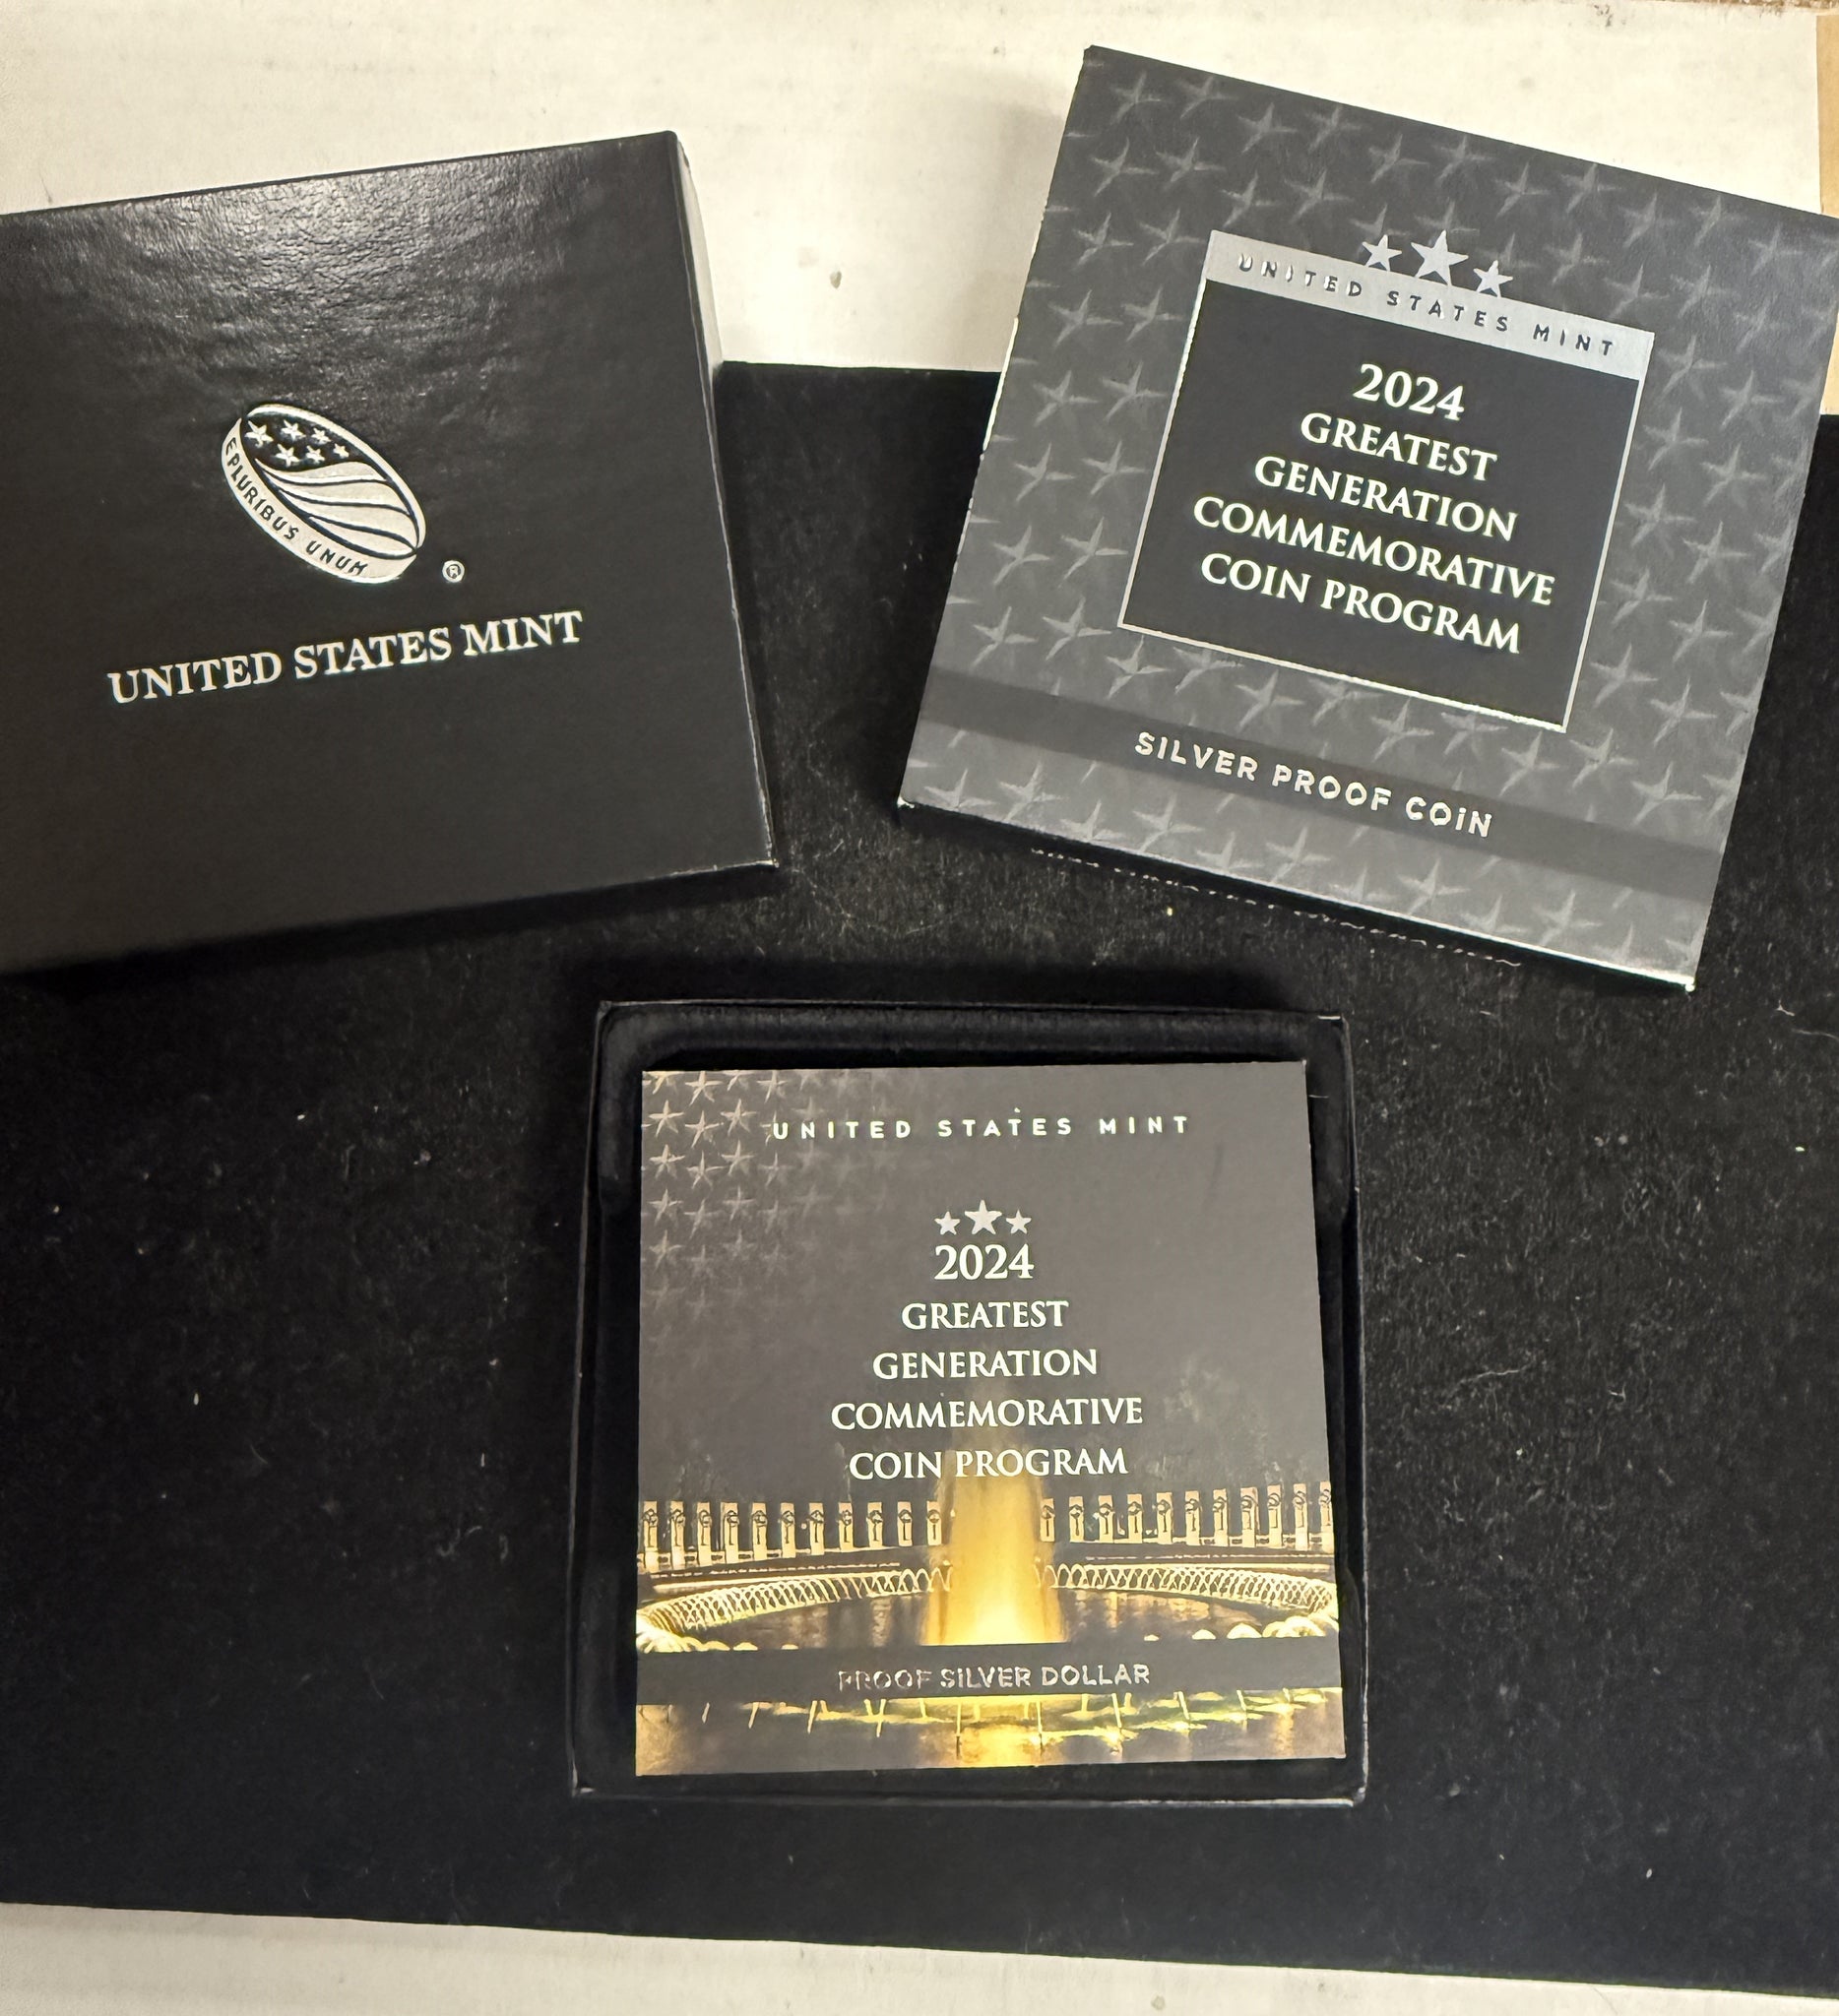 E PLURIBUS UNUM
®
UNITED STATES MINT
UNITED STATES MINT
2024
GREATEST
GENERATION
COMMEMORATIVE
COIN PROGRAM
SILVER PROOF COIN
UNITED STATES MINT
2024
GREATEST
GENERATION
COMMEMORATIVE
COIN PROGRAM
PROOF SILVER DOLLAR